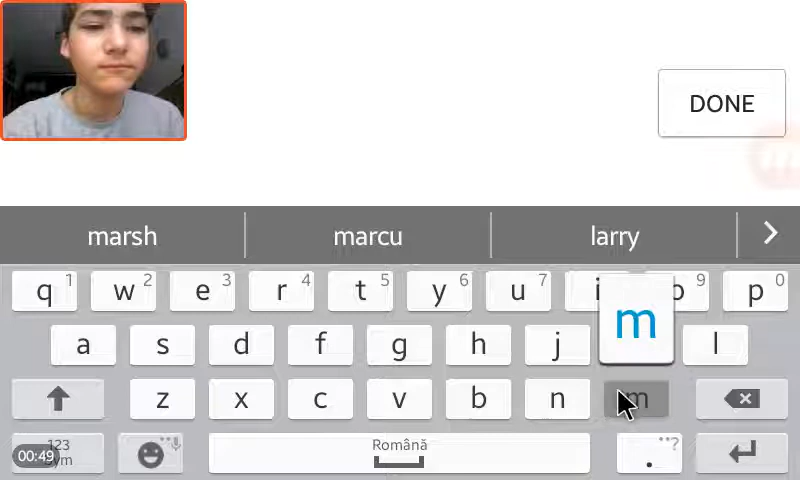 DONE
marsh marcu larry >
q 1 w 2 e 3 r 4 t 5 y 6 u 7 i o 9 p 0
a s d f g h j l
m
z x c v b n m
123 Sym 00:49 Română . ?